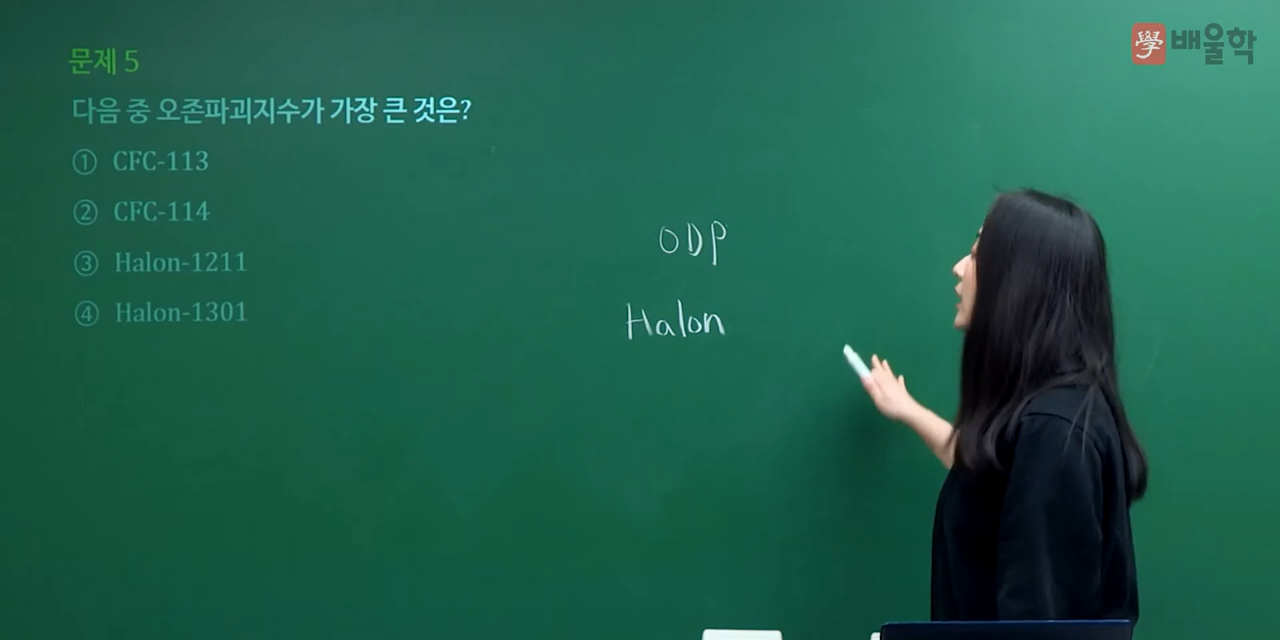 문제 5
學배울학
다음 중 오존파괴지수가 가장 큰 것은?
① CFC-113
② CFC-114
③ Halon-1211
④ Halon-1301
ODP
Halon